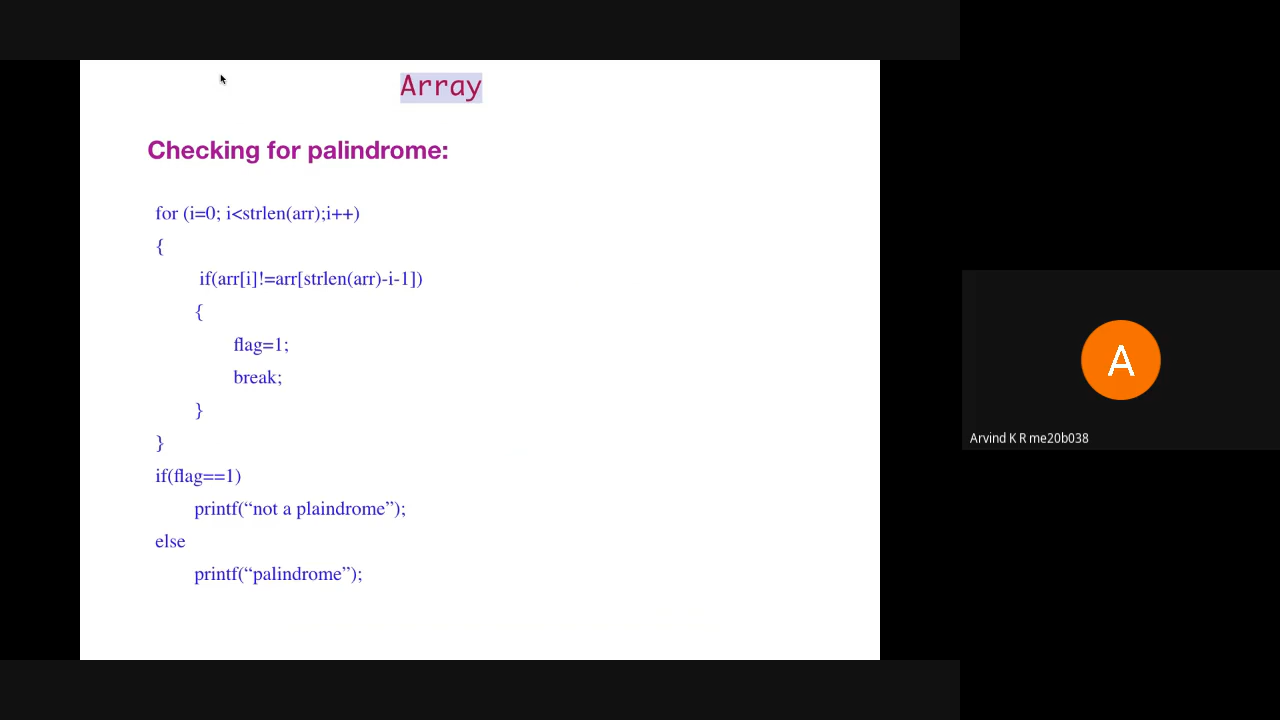 Array
Checking for palindrome:
for (i=0; i<strlen(arr);i++)
{
if(arr[i]!=arr[strlen(arr)-i-1])
{
flag=1;
break;
}
}
if(flag==1)
printf(“not a plaindrome”);
else
printf(“palindrome”);
A
Arvind K R me20b038